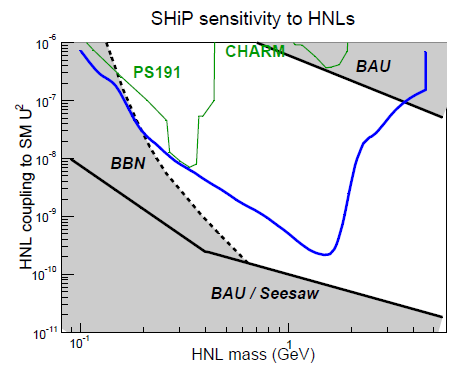 SHiP sensitivity to HNLs
HNL coupling to SM U²
10⁻⁶
10⁻⁷
10⁻⁸
10⁻⁹
10⁻¹⁰
10⁻¹¹
CHARM
PS191
BAU
BBN
BAU / Seesaw
10⁻¹
1
HNL mass (GeV)